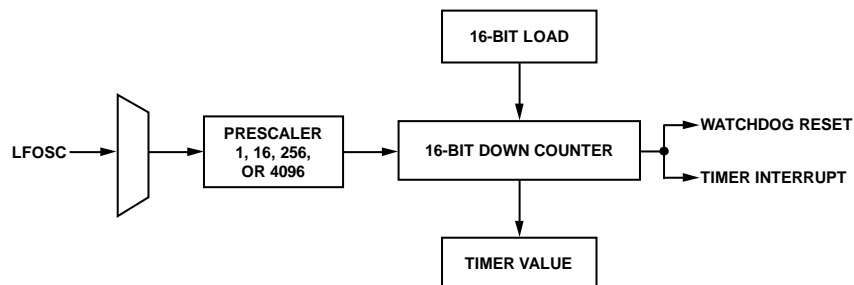 16-BIT LOAD
LFOSC
PRESCALER
1, 16, 256,
OR 4096
16-BIT DOWN COUNTER
WATCHDOG RESET
TIMER INTERRUPT
TIMER VALUE